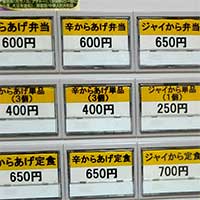 からあげ弁当
600円
辛からあげ弁当
600円
ジャイから弁当
650円
からあげ単品
(3個)
400円
辛からあげ単品
(3個)
400円
ジャイから単品
(1個)
250円
からあげ定食
650円
辛からあげ定食
650円
ジャイから定食
700円